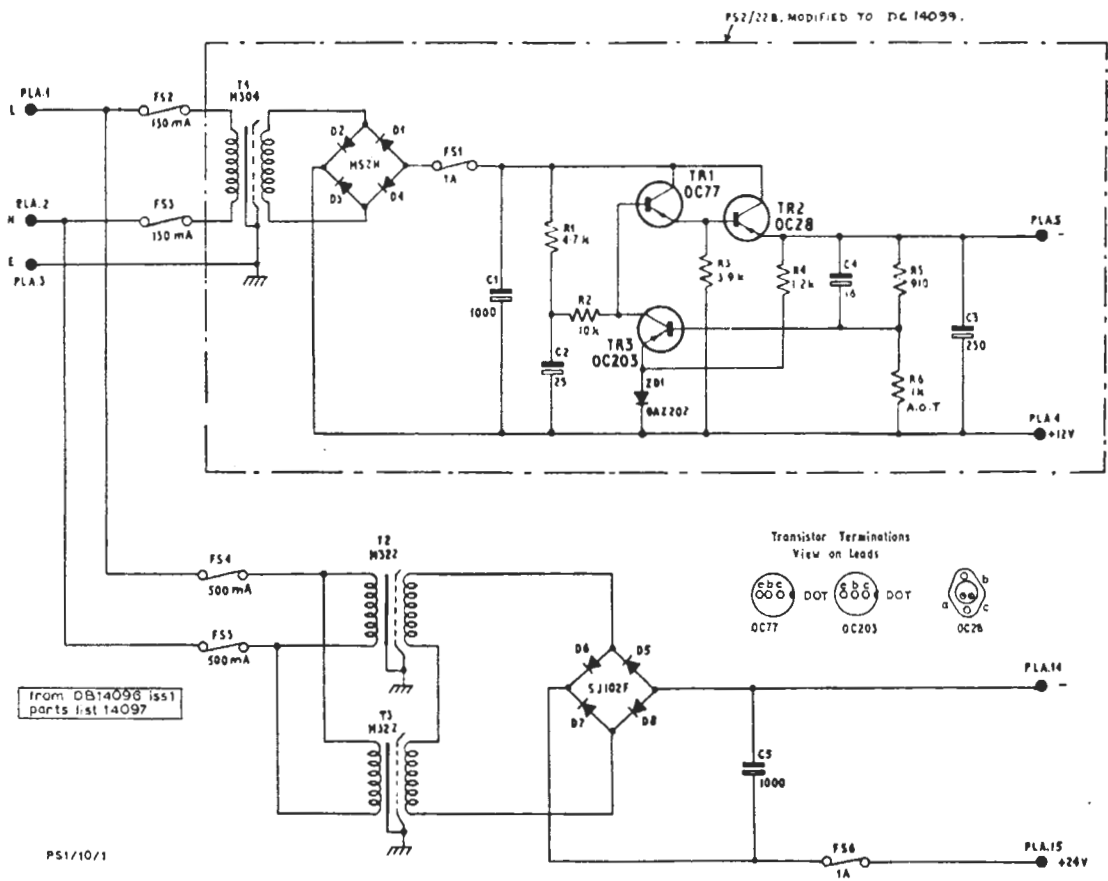 PS2/22B, MODIFIED TO DC 14099.
PLA.1
L
FS2
150 mA
T1
M304
D2
D1
MS2H
D3
D4
FS1
1A
TR1
OC77
TR2
OC28
PLA.2
N
FS3
150 mA
E
PLA.3
R1
4.7k
C1
1000
R2
10k
C2
25
TR3
OC203
ZD1
OAZ202
R3
3.9k
R4
1.2k
C4
16
R5
910
C3
250
R6
1k
A.O.T
PLA.5
-
PLA.4
+12V
FS4
500mA
T2
M322
FS5
500mA
from DB14096 iss1
parts list 14097
T3
M322
Transistor Terminations
View on Leads
e b c
DOT
OC77
e b c
DOT
OC203
b
c
OC28
D6
D5
SJ102F
D7
D8
PLA.14
-
C5
1000
FS6
1A
PLA.15
+24V
PS1/10/1